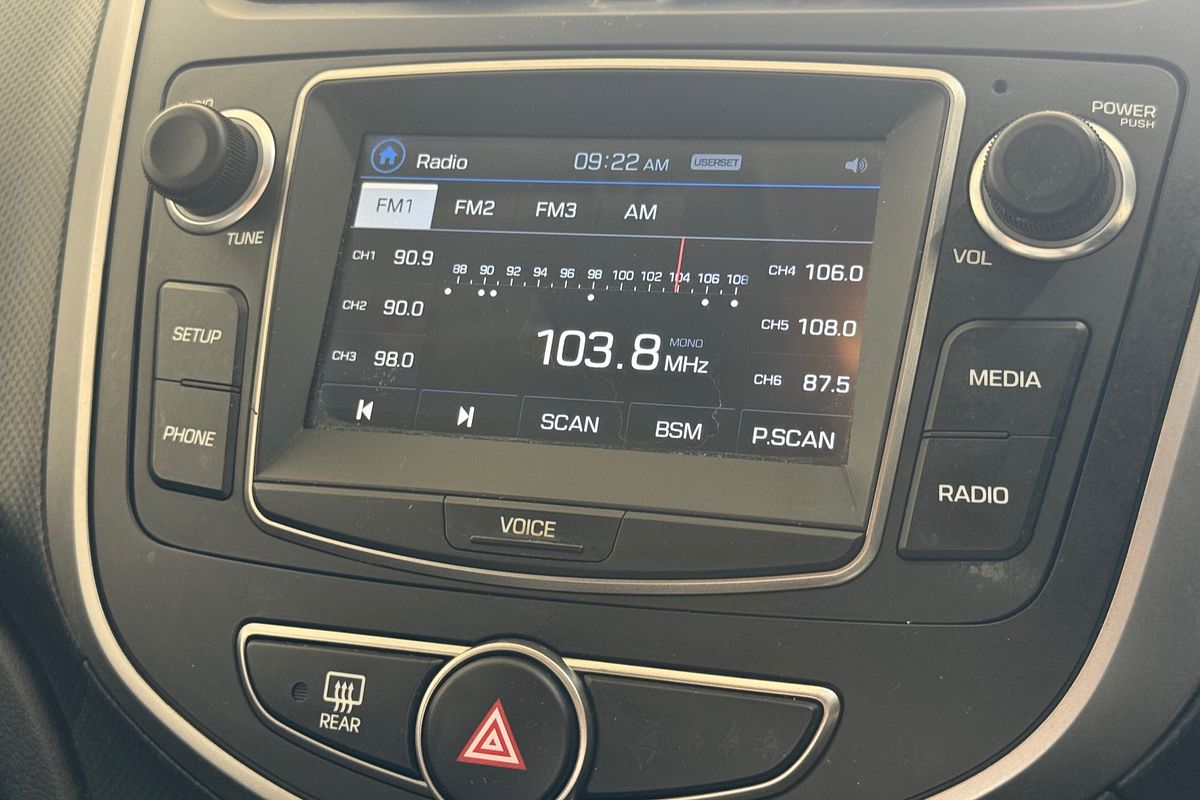 AUDIO
TUNE
POWER
PUSH
VOL
Radio 09:22 AM USERSET
FM1 FM2 FM3 AM
CH1 90.9
88 90 92 94 96 98 100 102 104 106 108
CH4 106.0
CH2 90.0
CH5 108.0
103.8 MONO MHz
CH3 98.0
CH6 87.5
SCAN BSM P.SCAN
SETUP
PHONE
MEDIA
RADIO
VOICE
REAR